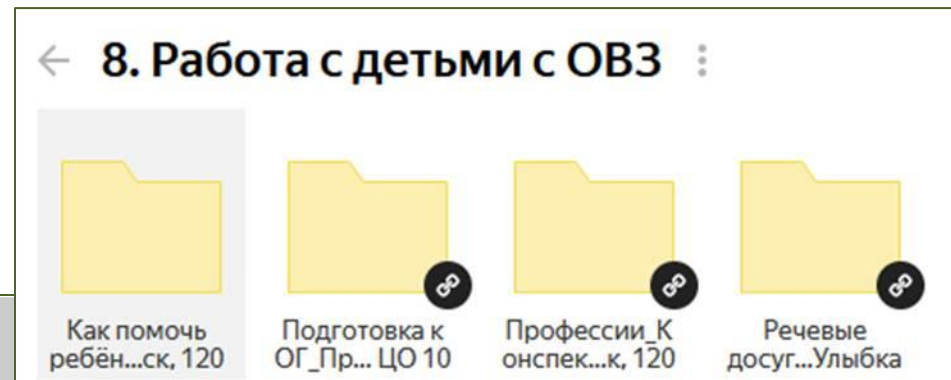 8. Работа с детьми с ОВЗ
Как помочь
ребён...ск, 120
Подготовка к
ОГ_Пр... ЦО 10
Профессии_К
онспек...к, 120
Речевые
досуг...Улыбка